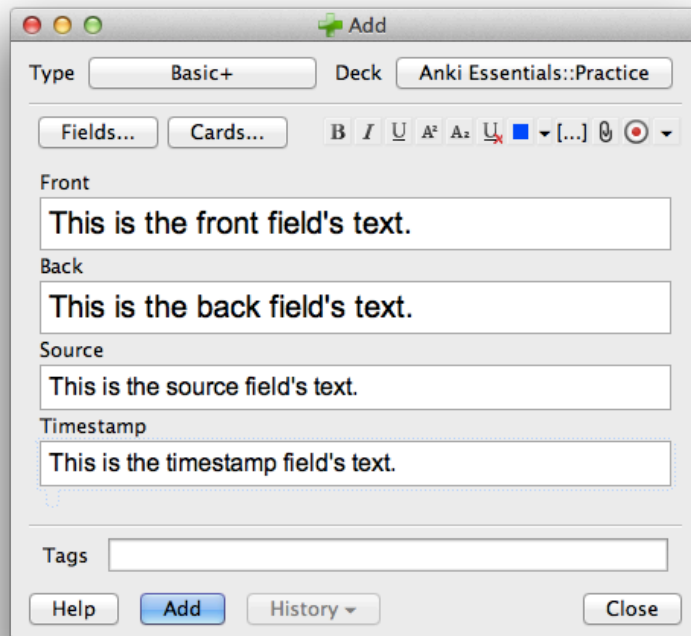 Add
Type Basic+ Deck Anki Essentials::Practice
Fields... Cards... B I U A² A₂ U [...]
Front
This is the front field's text.
Back
This is the back field's text.
Source
This is the source field's text.
Timestamp
This is the timestamp field's text.
Tags
Help Add History Close